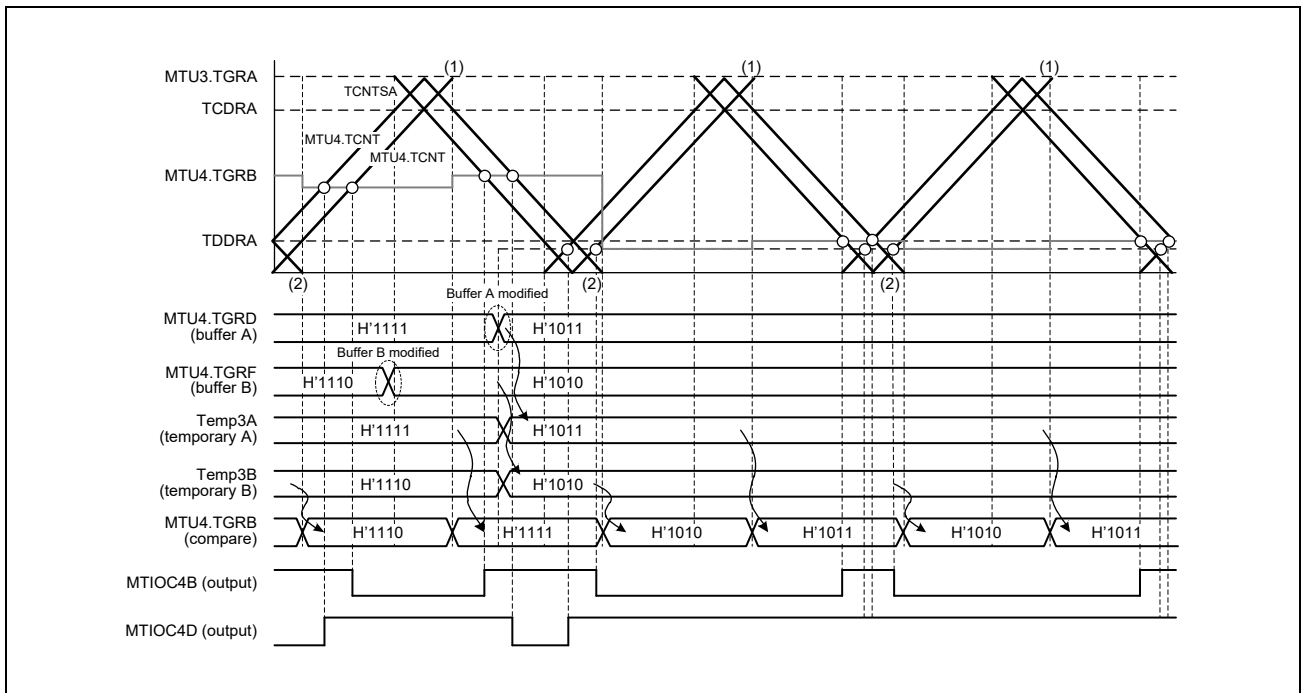 MTU3.TGRA
(1)
(1)
(1)
TCNTSA
TCDRA
MTU4.TCNT
MTU4.TCNT
MTU4.TGRB
TDDRA
(2)
(2)
(2)
Buffer A modified
MTU4.TGRD
(buffer A)
H'1111
H'1011
Buffer B modified
MTU4.TGRF
(buffer B)
H'1110
H'1010
Temp3A
(temporary A)
H'1111
H'1011
Temp3B
(temporary B)
H'1110
H'1010
MTU4.TGRB
(compare)
H'1110
H'1111
H'1010
H'1011
H'1010
H'1011
MTIOC4B (output)
MTIOC4D (output)